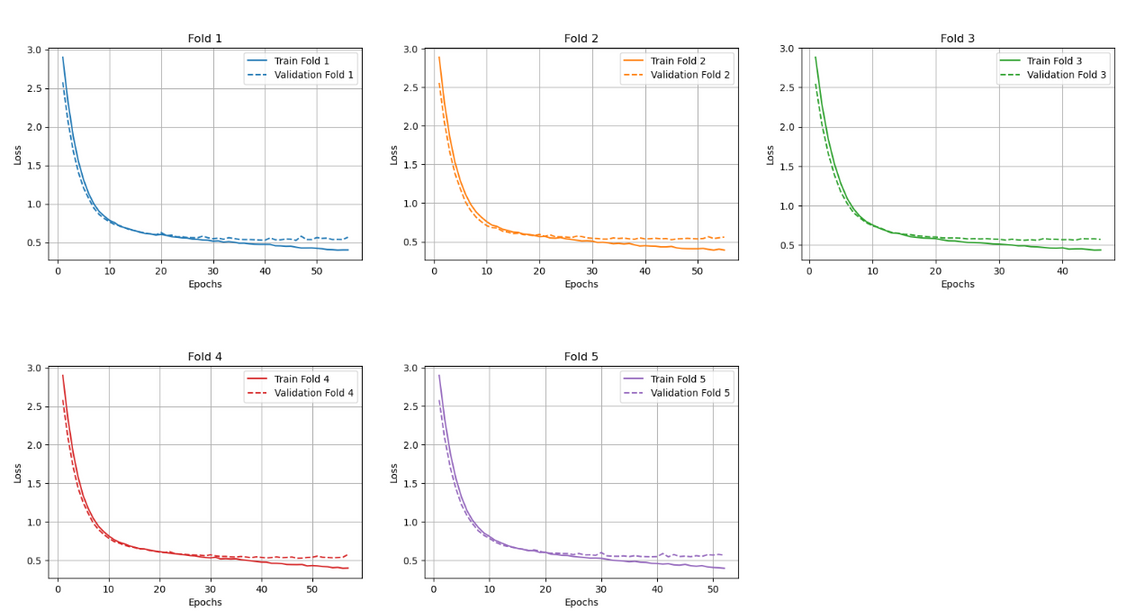 Fold 1
3.0
2.5
2.0
1.5
1.0
0.5
Loss
Train Fold 1
Validation Fold 1
0 10 20 30 40 50
Epochs
Fold 2
3.0
2.5
2.0
1.5
1.0
0.5
Loss
Train Fold 2
Validation Fold 2
0 10 20 30 40 50
Epochs
Fold 3
3.0
2.5
2.0
1.5
1.0
0.5
Loss
Train Fold 3
Validation Fold 3
0 10 20 30 40
Epochs
Fold 4
3.0
2.5
2.0
1.5
1.0
0.5
Loss
Train Fold 4
Validation Fold 4
0 10 20 30 40 50
Epochs
Fold 5
3.0
2.5
2.0
1.5
1.0
0.5
Loss
Train Fold 5
Validation Fold 5
0 10 20 30 40 50
Epochs